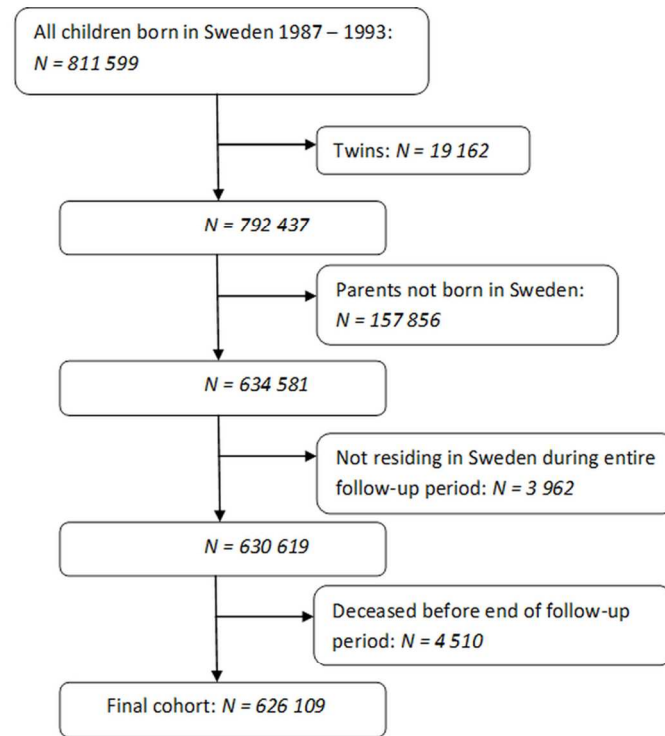 All children born in Sweden 1987 – 1993:
N = 811 599
Twins: N = 19 162
N = 792 437
Parents not born in Sweden:
N = 157 856
N = 634 581
Not residing in Sweden during entire
follow-up period: N = 3 962
N = 630 619
Deceased before end of follow-up
period: N = 4 510
Final cohort: N = 626 109